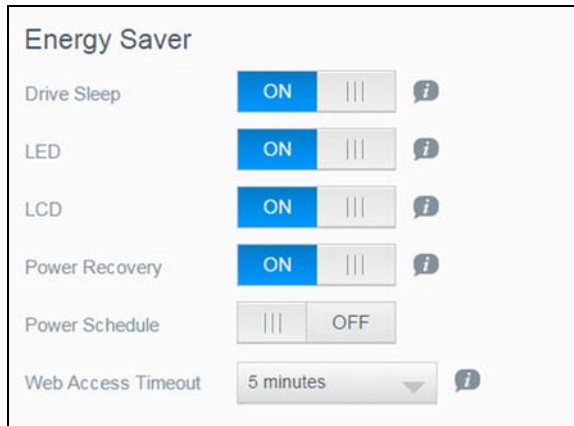 Energy Saver
Drive Sleep ON
LED ON
LCD ON
Power Recovery ON
Power Schedule OFF
Web Access Timeout 5 minutes